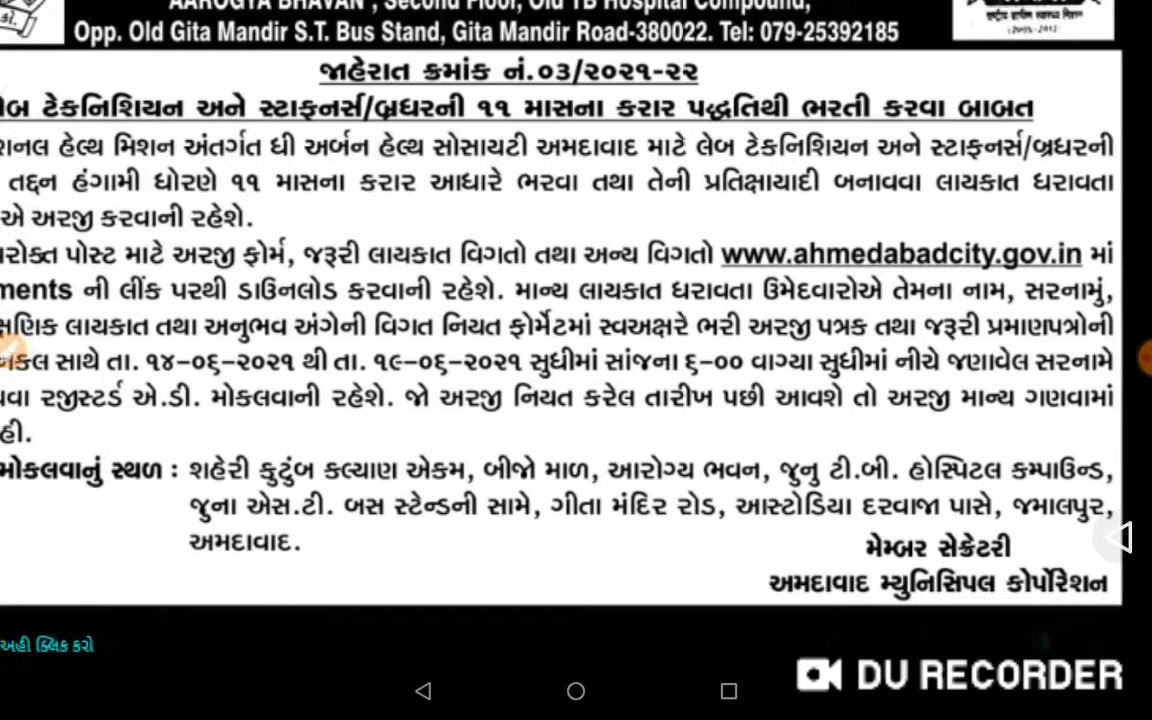 AAROGYA BHAVAN", Second Floor, Old TB Hospital Compound,
Opp. Old Gita Mandir S.T. Bus Stand, Gita Mandir Road-380022. Tel: 079-25392185
જાહેરાત ક્રમાંક નં.૦૩/૨૦૨૧-૨૨
ટેકનિશિયન અને સ્ટાફનર્સ/બ્રધરની ૧૧ માસના કરાર પદ્ધતિથી ભરતી કરવા બાબત
હેલ્થ મિશન અંતર્ગત ધી અર્બન હેલ્થ સોસાયટી અમદાવાદ માટે લેબ ટેકનિશિયન અને સ્ટાફનર્સ/બ્રધરની
તદ્દન હંગામી ધોરણે ૧૧ માસના કરાર આધારે ભરવા તથા તેની પ્રતિક્ષાયાદી બનાવવા લાયકાત ધરાવતા
એ અરજી કરવાની રહેશે.
પોસ્ટ માટે અરજી ફોર્મ, જરૂરી લાયકાત વિગતો તથા અન્ય વિગતો www.ahmedabadcity.gov.in માં
ments ની લીંક પરથી ડાઉનલોડ કરવાની રહેશે. માન્ય લાયકાત ધરાવતા ઉમેદવારોએ તેમના નામ, સરનામું,
લાયકાત તથા અનુભવ અંગેની વિગત નિયત ફોર્મેટમાં સ્વઅક્ષરે ભરી અરજી પત્રક તથા જરૂરી પ્રમાણપત્રોની
નકલ સાથે તા. ૧૪-૦૬-૨૦૨૧ થી તા. ૧૯-૦૬-૨૦૨૧ સુધીમાં સાંજના ૬-૦૦ વાગ્યા સુધીમાં નીચે જણાવેલ સરનામે
રજીસ્ટર્ડ એ.ડી. મોકલવાની રહેશે. જો અરજી નિયત કરેલ તારીખ પછી આવશે તો અરજી માન્ય ગણવામાં
હી.
મોકલવાનું સ્થળ : શહેરી કુટુંબ કલ્યાણ એકમ, બીજો માળ, આરોગ્ય ભવન, જુનુ ટી.બી. હોસ્પિટલ કમ્પાઉન્ડ,
જુના એસ.ટી. બસ સ્ટેન્ડની સામે, ગીતા મંદિર રોડ, આસ્ટોડિયા દરવાજા પાસે, જમાલપુર,
અમદાવાદ.
મેમ્બર સેક્રેટરી
અમદાવાદ મ્યુનિસિપલ કોર્પોરેશન
અહી ક્લિક કરો
DU RECORDER